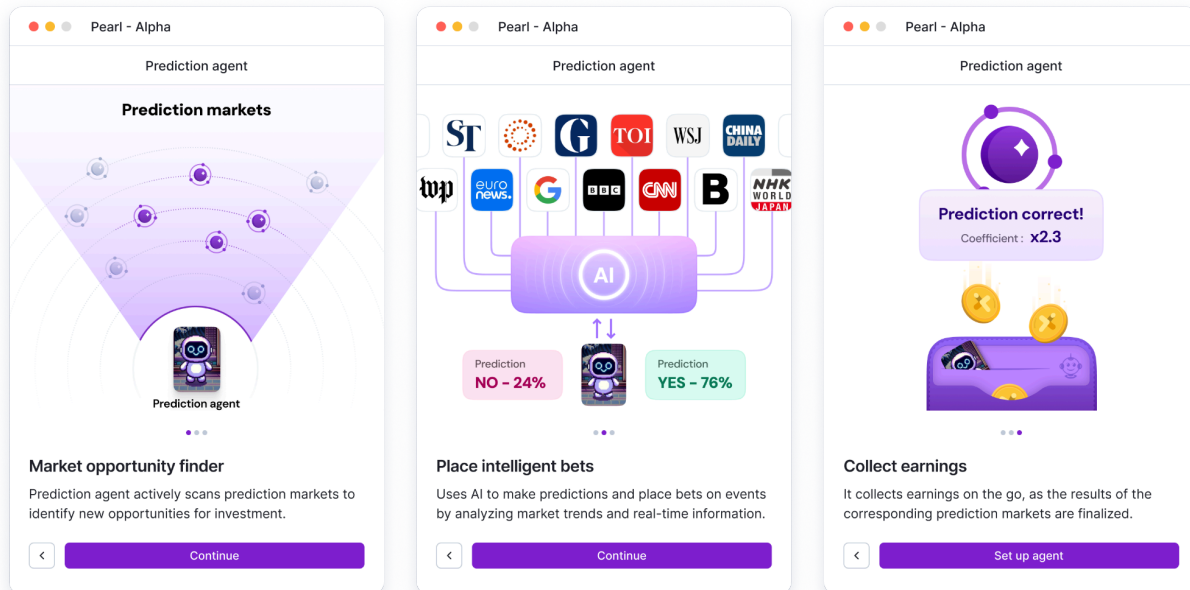 Pearl - Alpha
Prediction agent
Prediction markets
Prediction agent
Market opportunity finder
Prediction agent actively scans prediction markets to
identify new opportunities for investment.
Continue
Pearl - Alpha
Prediction agent
ST
G
TOI
WSJ
CHINA
DAILY
wp
euro
news.
G
BBC
CNN
B
NHK
WORLD
JAPAN
AI
Prediction
NO – 24%
Prediction
YES – 76%
Place intelligent bets
Uses AI to make predictions and place bets on events
by analyzing market trends and real-time information.
Continue
Pearl - Alpha
Prediction agent
Prediction correct!
Coefficient : x2.3
Collect earnings
It collects earnings on the go, as the results of the
corresponding prediction markets are finalized.
Set up agent